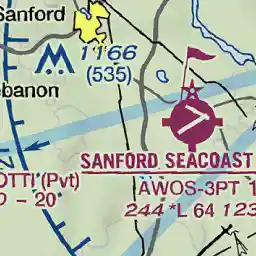 Sanford
1166
(535)
ebanon
SANFORD SEACOAST
OTTI (Pvt)
AWOS-3PT 1
0 - 20
244 *L 64 123